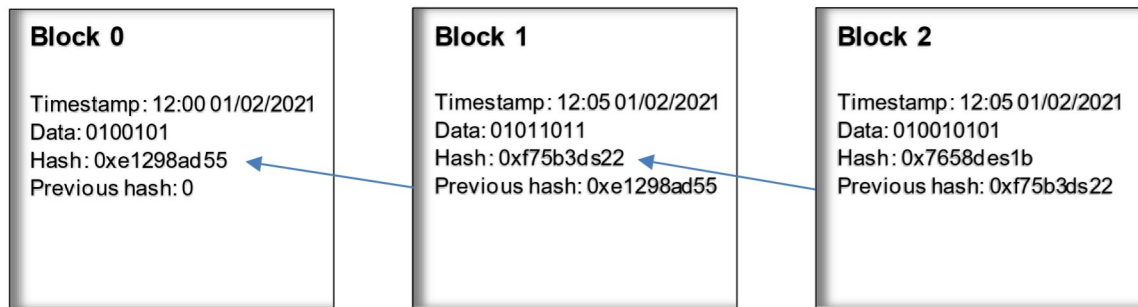 Block 0
Timestamp: 12:00 01/02/2021
Data: 0100101
Hash: 0xe1298ad55
Previous hash: 0
Block 1
Timestamp: 12:05 01/02/2021
Data: 01011011
Hash: 0xf75b3ds22
Previous hash: 0xe1298ad55
Block 2
Timestamp: 12:05 01/02/2021
Data: 010010101
Hash: 0x7658des1b
Previous hash: 0xf75b3ds22